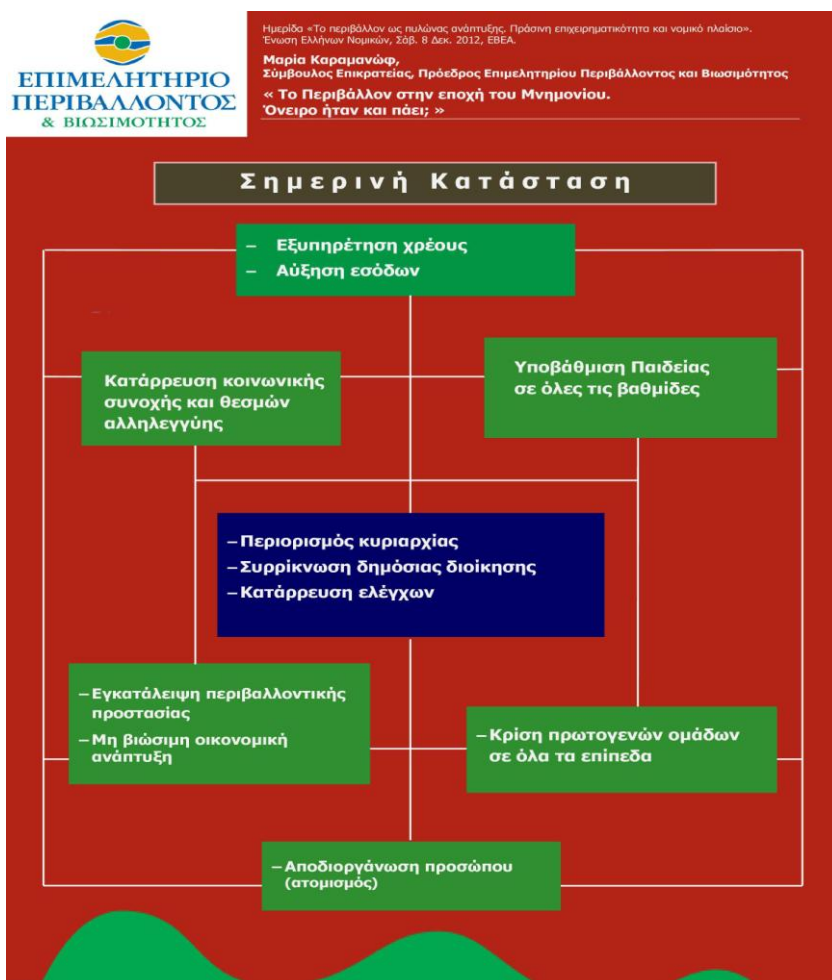 ΕΠΙΜΕΛΗΤΗΡΙΟ
ΠΕΡΙΒΑΛΛΟΝΤΟΣ
& ΒΙΩΣΙΜΟΤΗΤΟΣ
Ημερίδα «Το περιβάλλον ως πυλώνας ανάπτυξης. Πράσινη επιχειρηματικότητα και νομικό πλαίσιο».
Ένωση Ελλήνων Νομικών, Σάβ. 8 Δεκ. 2012, ΕΒΕΑ.
Μαρία Καραμανώφ,
Σύμβουλος Επικρατείας, Πρόεδρος Επιμελητηρίου Περιβάλλοντος και Βιωσιμότητος
« Το Περιβάλλον στην εποχή του Μνημονίου.
Όνειρο ήταν και πάει; »
Σημερινή Κατάσταση
– Εξυπηρέτηση χρέους
– Αύξηση εσόδων
Κατάρρευση κοινωνικής
συνοχής και θεσμών
αλληλεγγύης
Υποβάθμιση Παιδείας
σε όλες τις βαθμίδες
– Περιορισμός κυριαρχίας
– Συρρίκνωση δημόσιας διοίκησης
– Κατάρρευση ελέγχων
– Εγκατάλειψη περιβαλλοντικής
προστασίας
– Μη βιώσιμη οικονομική
ανάπτυξη
– Κρίση πρωτογενών ομάδων
σε όλα τα επίπεδα
– Αποδιοργάνωση προσώπου
(ατομισμός)